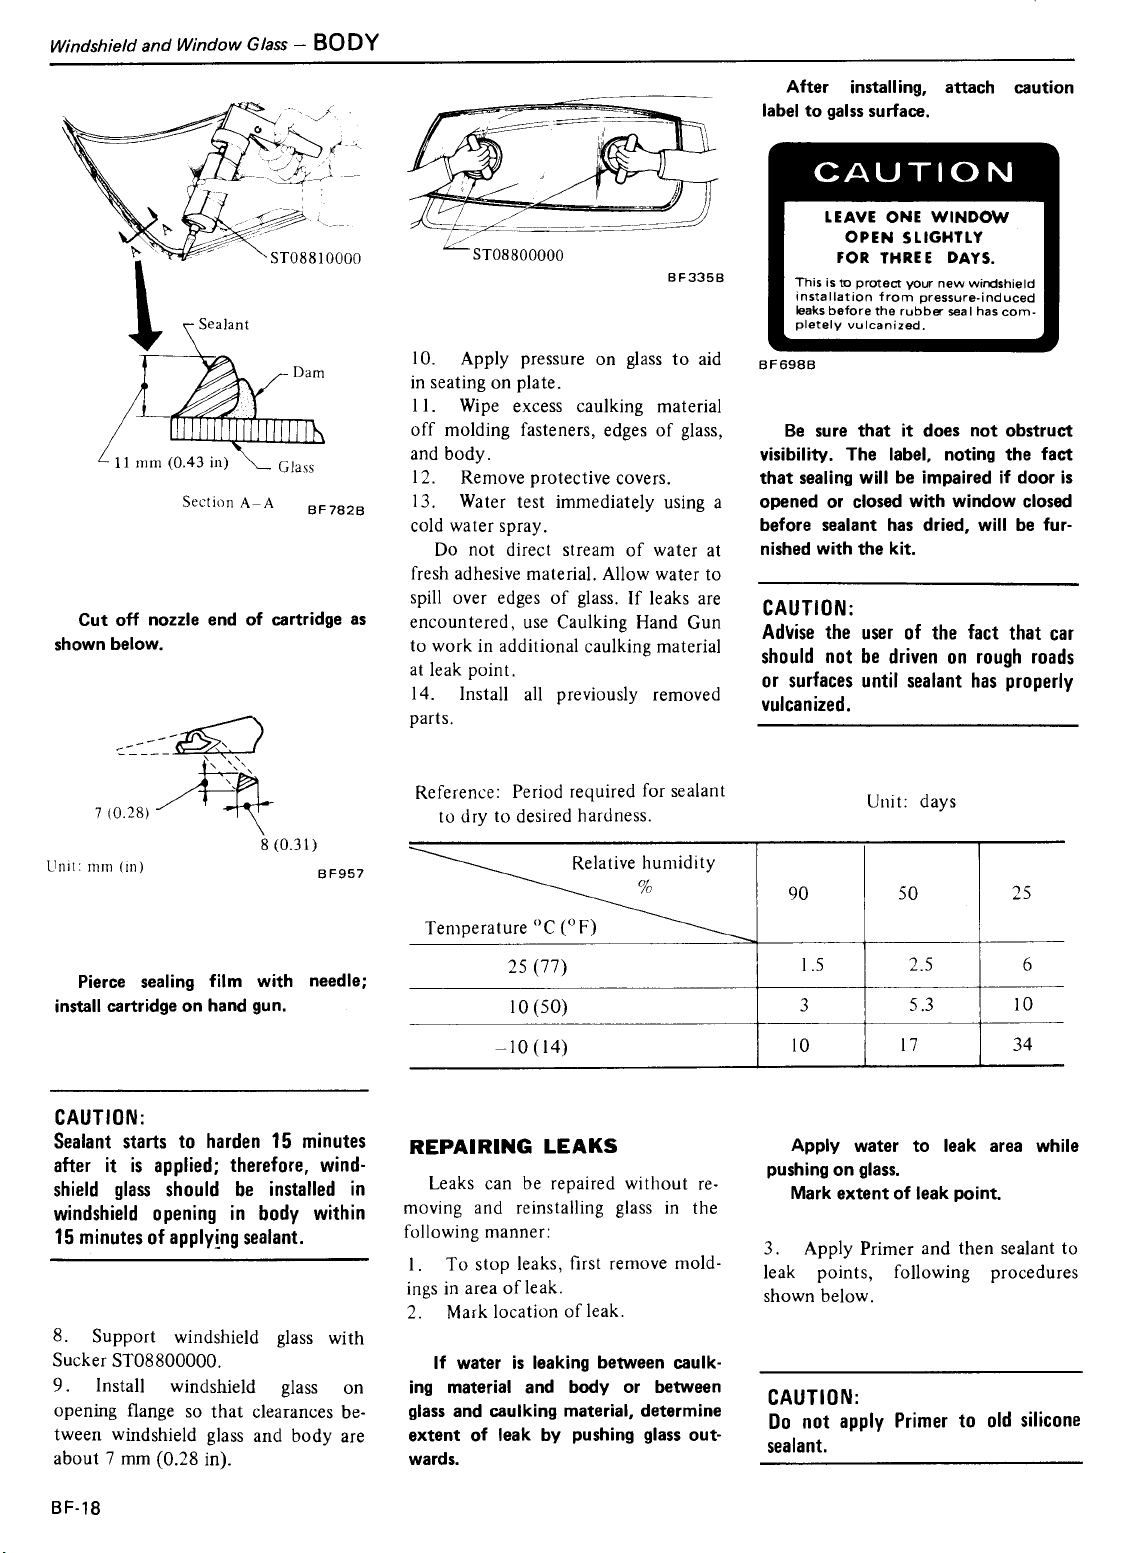 Windshield and Window Glass – BODY
A
A
ST08810000
Sealant
Dam
11 mm (0.43 in)
Glass
Section A–A
BF782B
Cut off nozzle end of cartridge as
shown below.
7 (0.28)
8 (0.31)
Unit: mm (in)
BF957
Pierce sealing film with needle;
install cartridge on hand gun.
CAUTION:
Sealant starts to harden 15 minutes
after it is applied; therefore, wind-
shield glass should be installed in
windshield opening in body within
15 minutes of applying sealant.
8. Support windshield glass with
Sucker ST08800000.
9. Install windshield glass on
opening flange so that clearances be-
tween windshield glass and body are
about 7 mm (0.28 in).
ST08800000
BF335B
10. Apply pressure on glass to aid
in seating on plate.
11. Wipe excess caulking material
off molding fasteners, edges of glass,
and body.
12. Remove protective covers.
13. Water test immediately using a
cold water spray.
Do not direct stream of water at
fresh adhesive material. Allow water to
spill over edges of glass. If leaks are
encountered, use Caulking Hand Gun
to work in additional caulking material
at leak point.
14. Install all previously removed
parts.
After installing, attach caution
label to galss surface.
CAUTION
LEAVE ONE WINDOW
OPEN SLIGHTLY
FOR THREE DAYS.
This is to protect your new windshield
installation from pressure-induced
leaks before the rubber seal has com-
pletely vulcanized.
BF698B
Be sure that it does not obstruct
visibility. The label, noting the fact
that sealing will be impaired if door is
opened or closed with window closed
before sealant has dried, will be fur-
nished with the kit.
CAUTION:
Advise the user of the fact that car
should not be driven on rough roads
or surfaces until sealant has properly
vulcanized.
Reference: Period required for sealant
to dry to desired hardness.
Unit: days
Relative humidity
%
90 50 25
Temperature °C (°F)
25 (77) 1.5 2.5 6
10 (50) 3 5.3 10
–10 (14) 10 17 34
REPAIRING LEAKS
Leaks can be repaired without re-
moving and reinstalling glass in the
following manner:
1. To stop leaks, first remove mold-
ings in area of leak.
2. Mark location of leak.
If water is leaking between caulk-
ing material and body or between
glass and caulking material, determine
extent of leak by pushing glass out-
wards.
Apply water to leak area while
pushing on glass.
Mark extent of leak point.
3. Apply Primer and then sealant to
leak points, following procedures
shown below.
CAUTION:
Do not apply Primer to old silicone
sealant.
BF-18